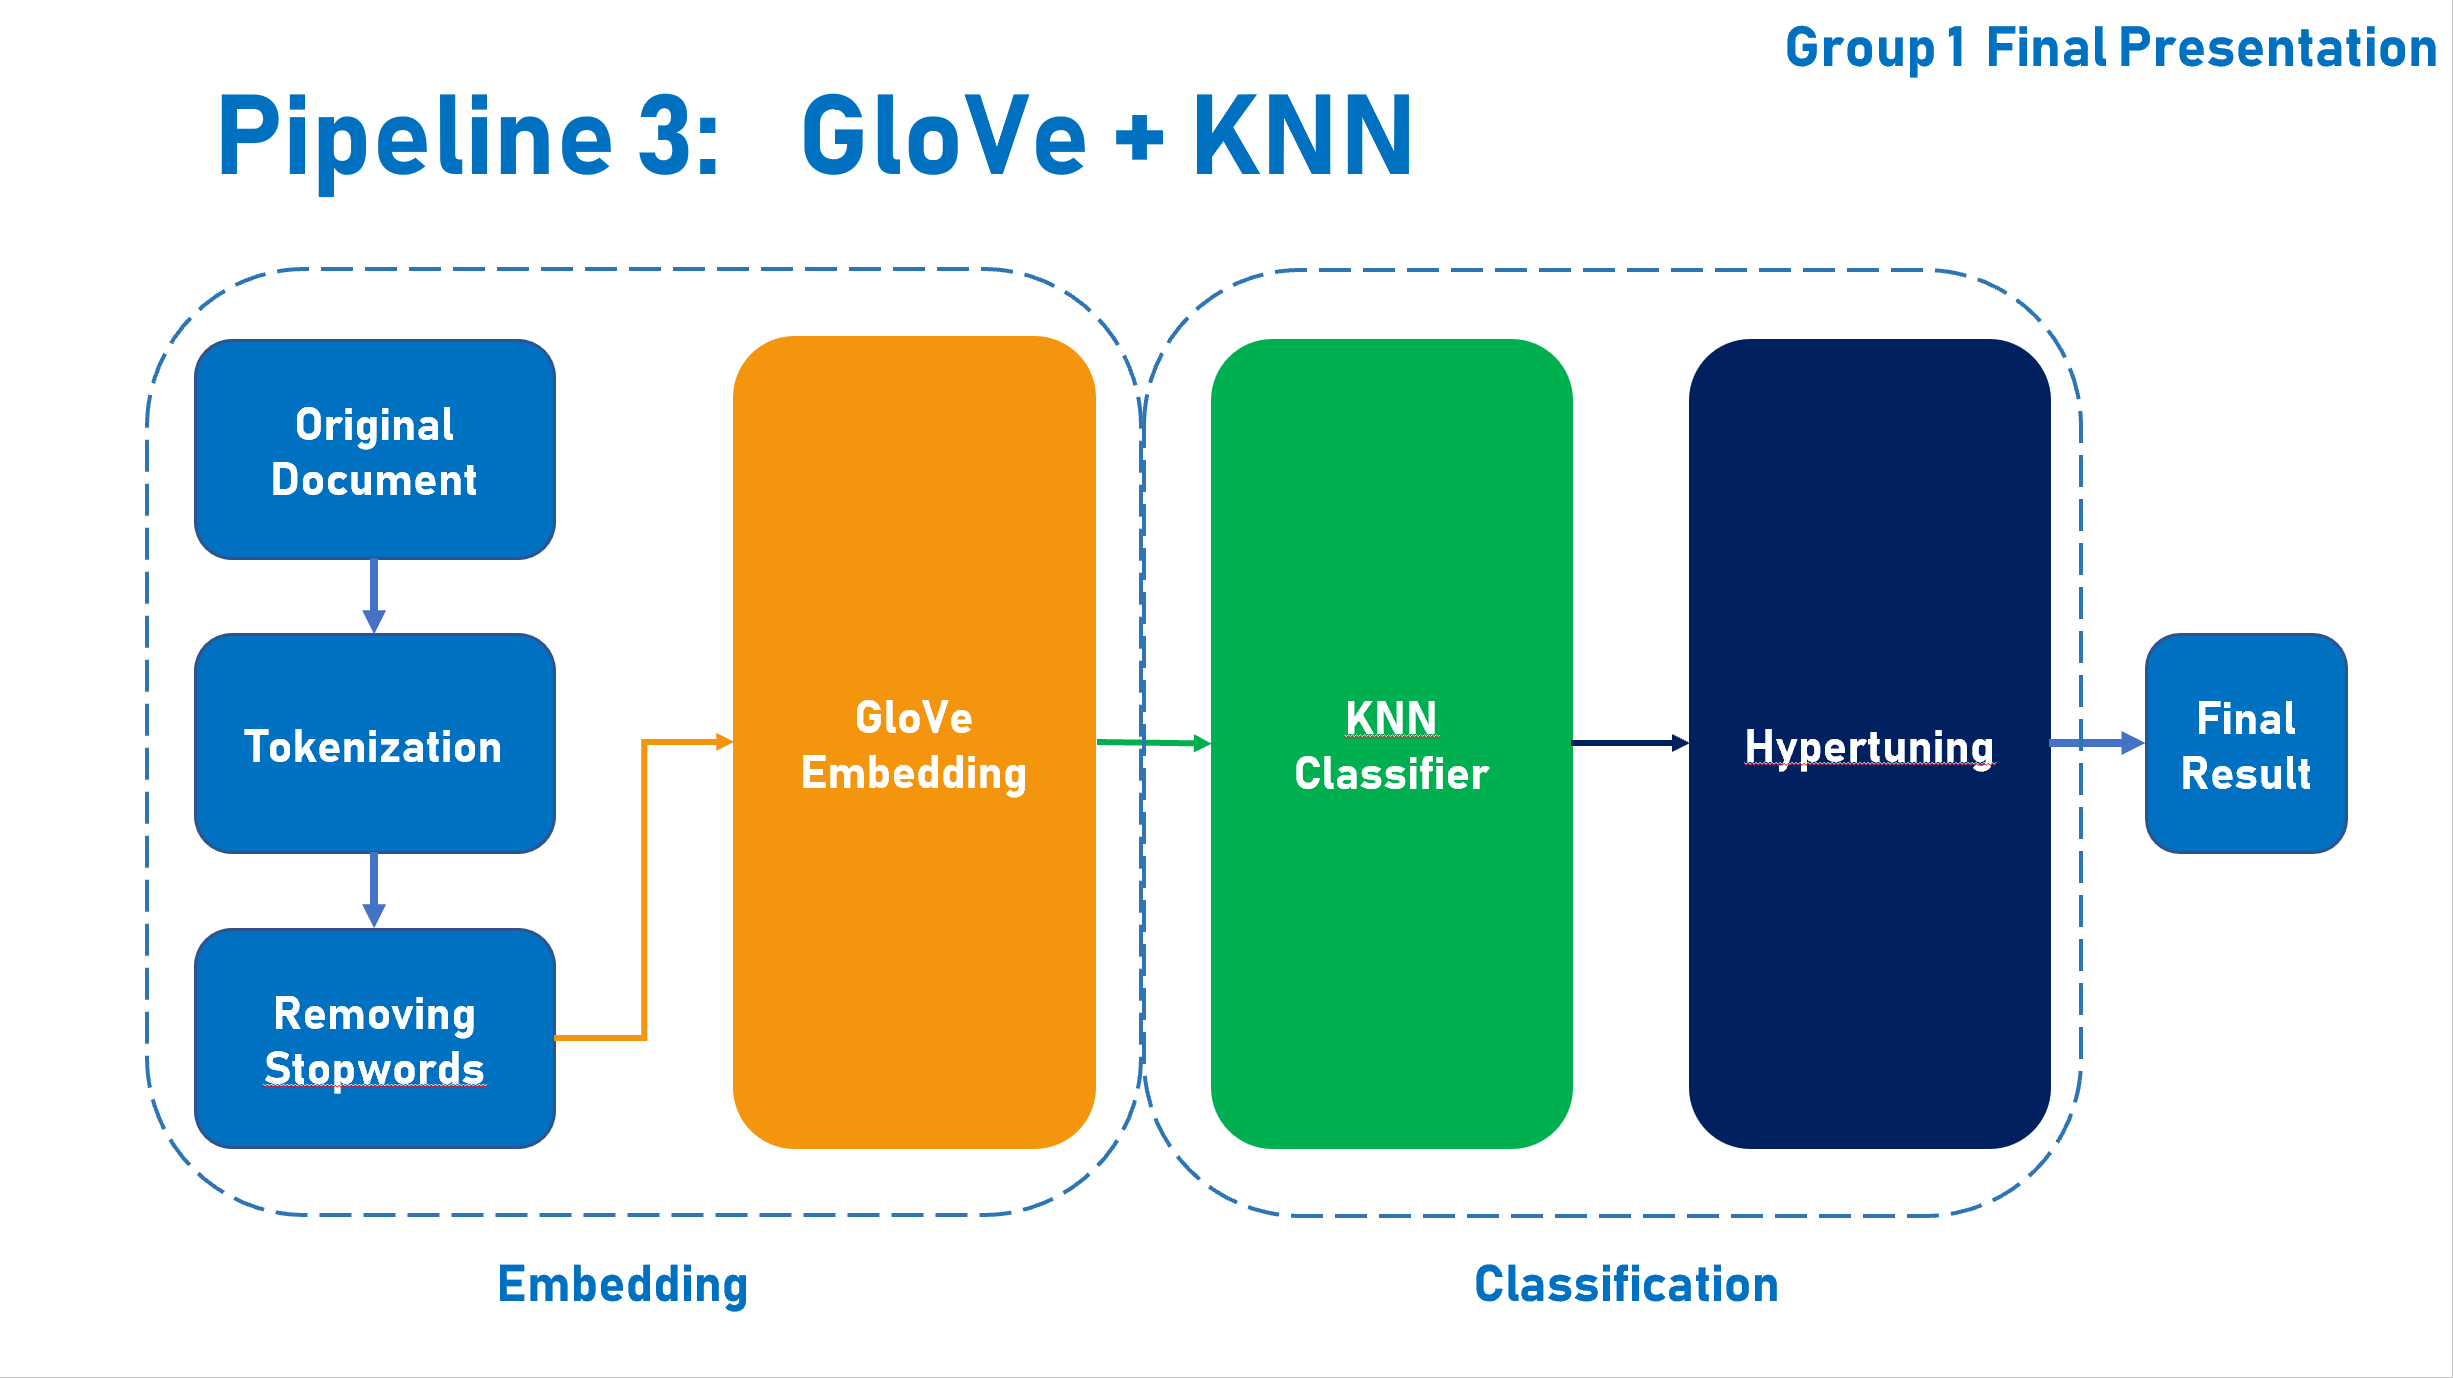 Group 1 Final Presentation
Pipeline 3: GloVe + KNN
Original
Document
Tokenization
Removing
Stopwords
GloVe
Embedding
KNN
Classifier
Hypertuning
Final
Result
Embedding
Classification